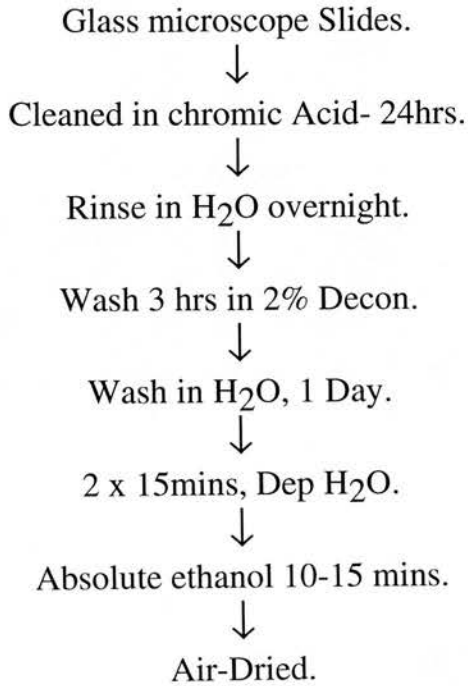 Glass microscope Slides.
↓
Cleaned in chromic Acid- 24hrs.
↓
Rinse in H₂O overnight.
↓
Wash 3 hrs in 2% Decon.
↓
Wash in H₂O, 1 Day.
↓
2 x 15mins, Dep H₂O.
↓
Absolute ethanol 10-15 mins.
↓
Air-Dried.